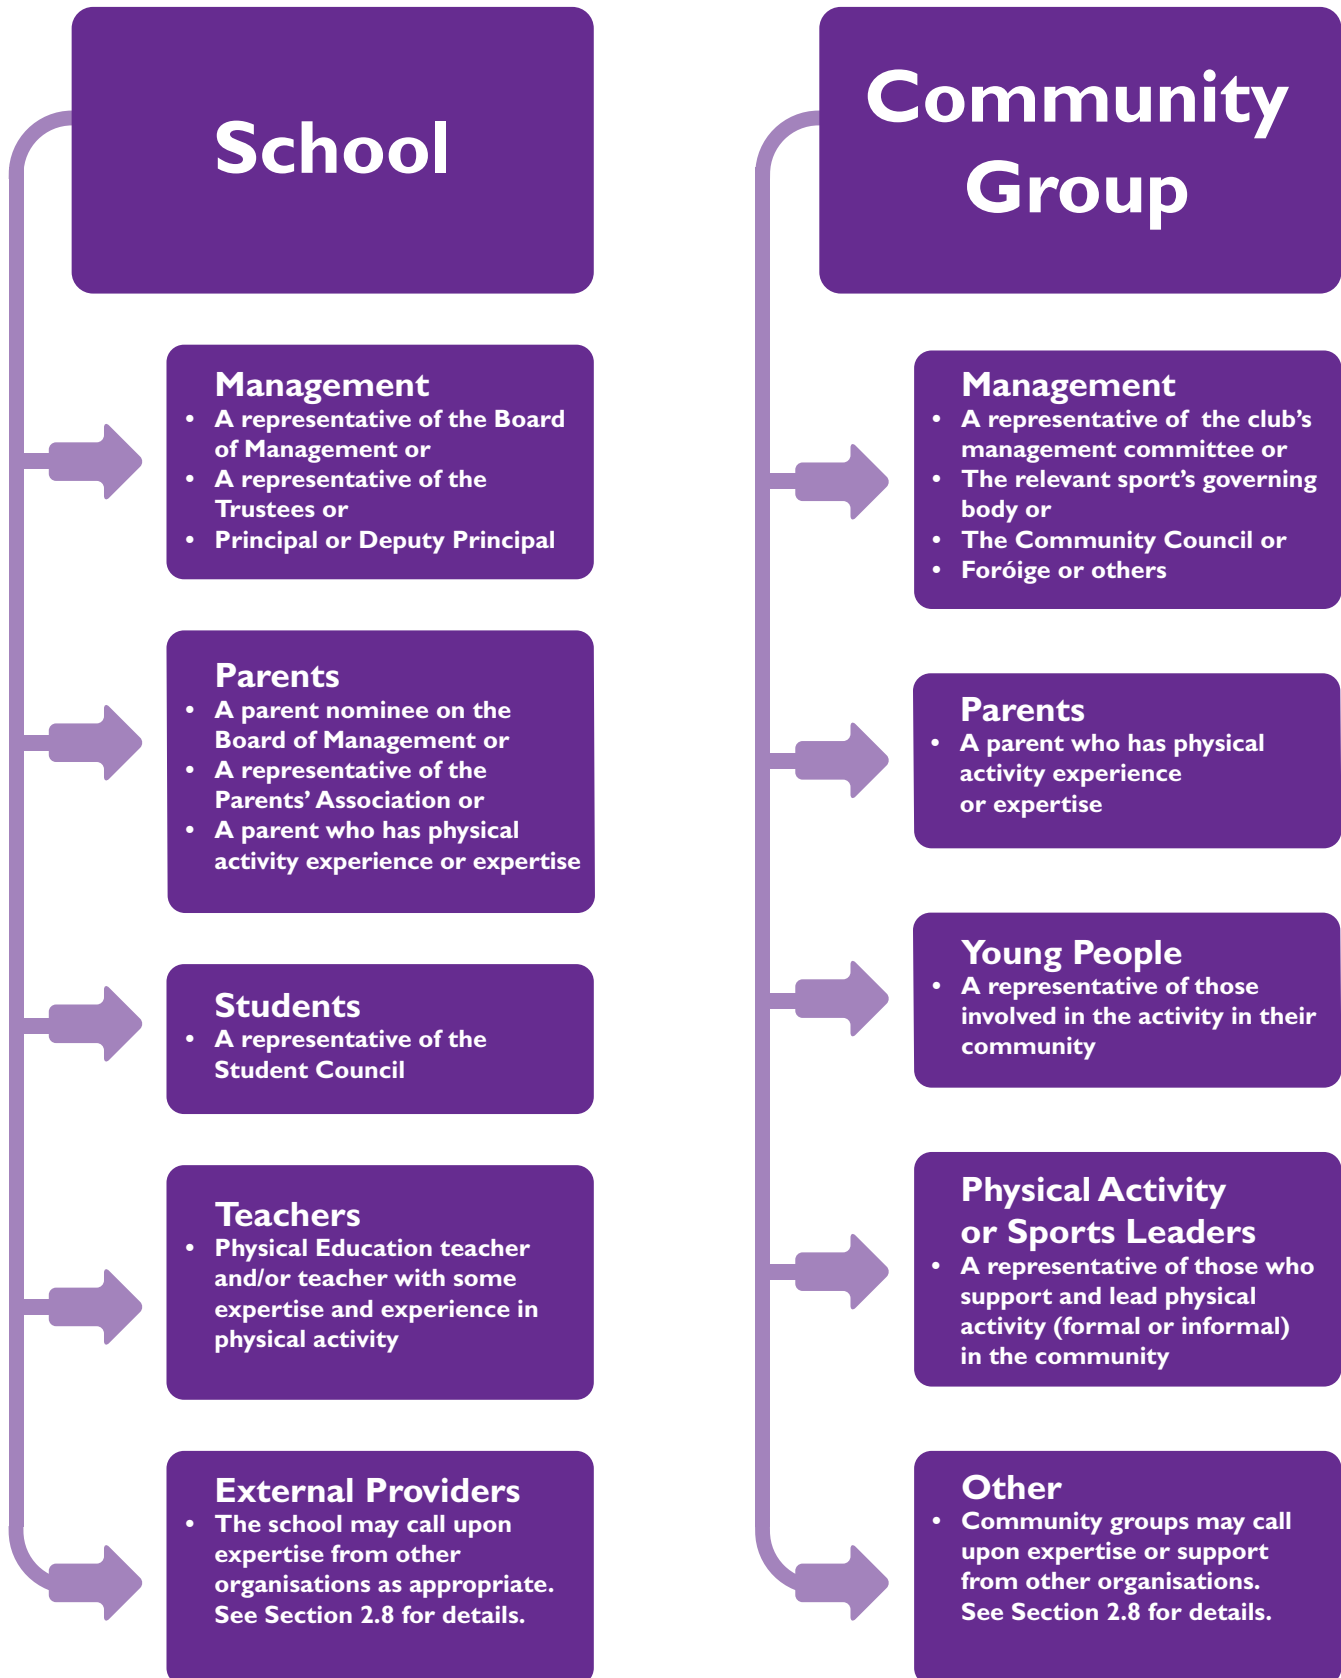 School
Management
• A representative of the Board
of Management or
• A representative of the
Trustees or
• Principal or Deputy Principal
Parents
• A parent nominee on the
Board of Management or
• A representative of the
Parents’ Association or
• A parent who has physical
activity experience or expertise
Students
• A representative of the
Student Council
Teachers
• Physical Education teacher
and/or teacher with some
expertise and experience in
physical activity
External Providers
• The school may call upon
expertise from other
organisations as appropriate.
See Section 2.8 for details.
Community
Group
Management
• A representative of the club’s
management committee or
• The relevant sport’s governing
body or
• The Community Council or
• Foróige or others
Parents
• A parent who has physical
activity experience
or expertise
Young People
• A representative of those
involved in the activity in their
community
Physical Activity
or Sports Leaders
• A representative of those who
support and lead physical
activity (formal or informal)
in the community
Other
• Community groups may call
upon expertise or support
from other organisations.
See Section 2.8 for details.